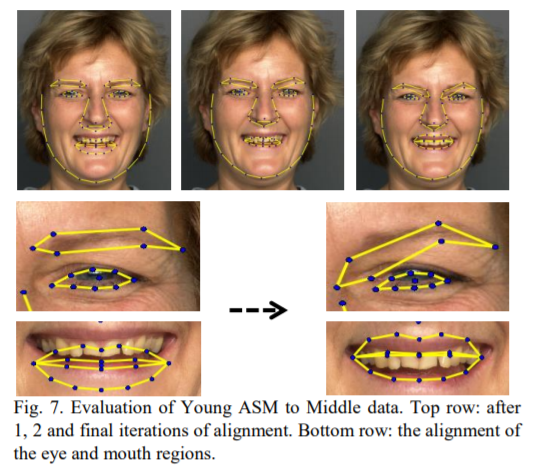 Fig. 7. Evaluation of Young ASM to Middle data. Top row: after
1, 2 and final iterations of alignment. Bottom row: the alignment of
the eye and mouth regions.